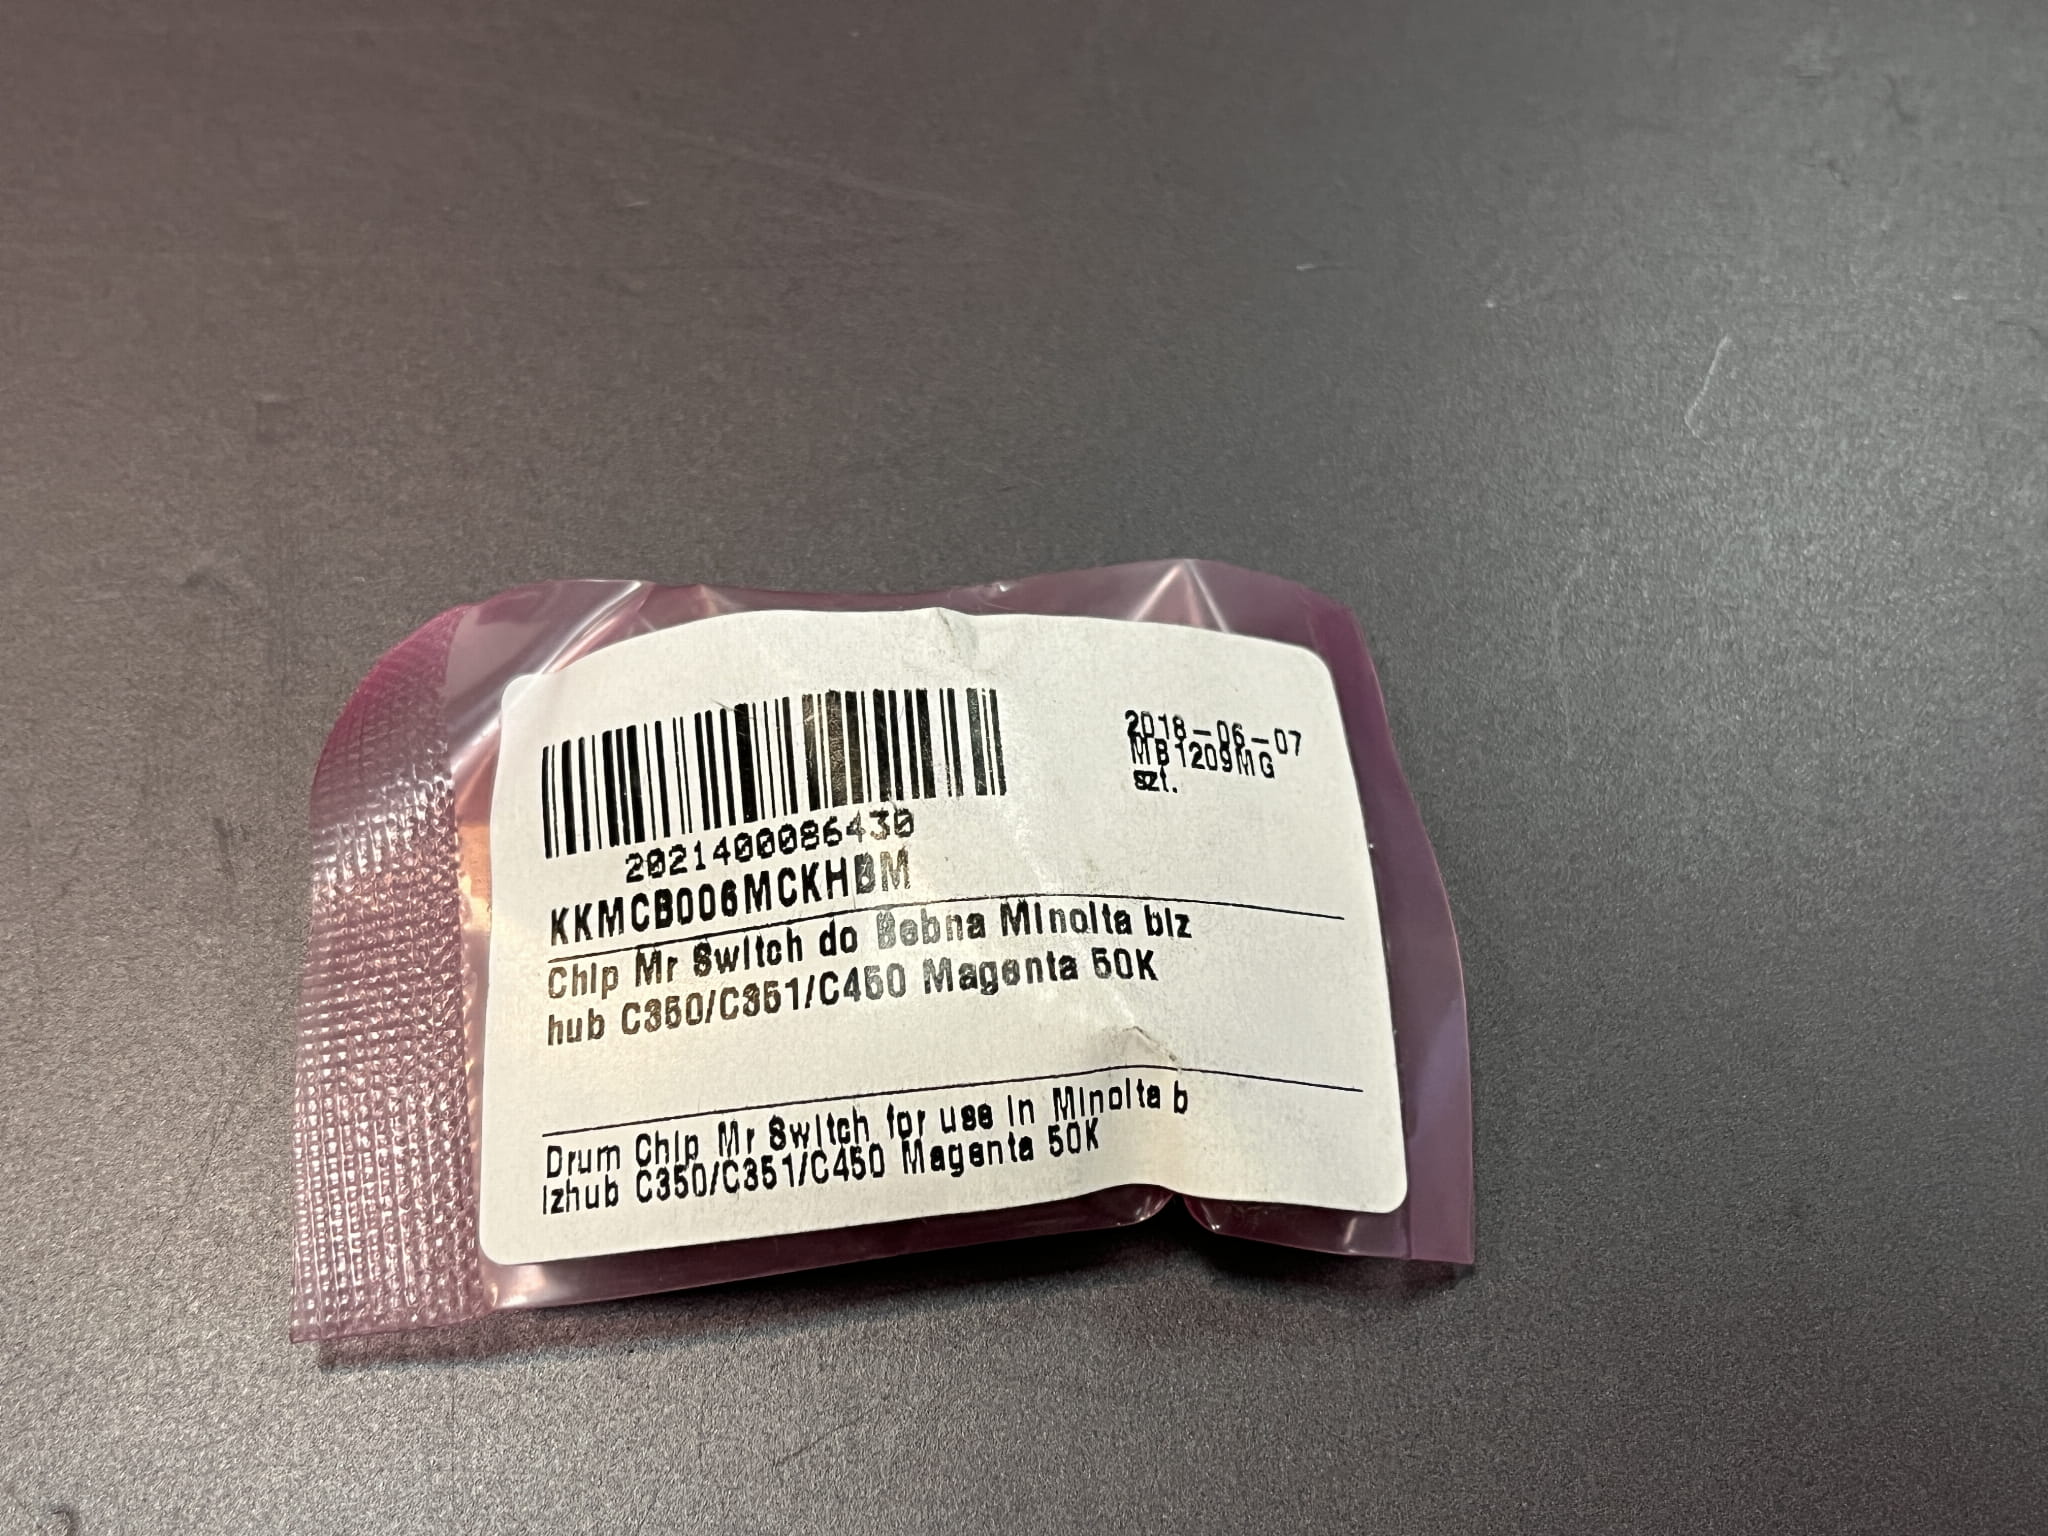 2018-06-07
MB1209MG
szt.
2021400086430
KKMCB006MCKHBM
Chip Mr Switch do Bebna Minolta biz
hub C350/C351/C450 Magenta 50K
Drum Chip Mr Switch for use in Minolta b
izhub C350/C351/C450 Magenta 50K